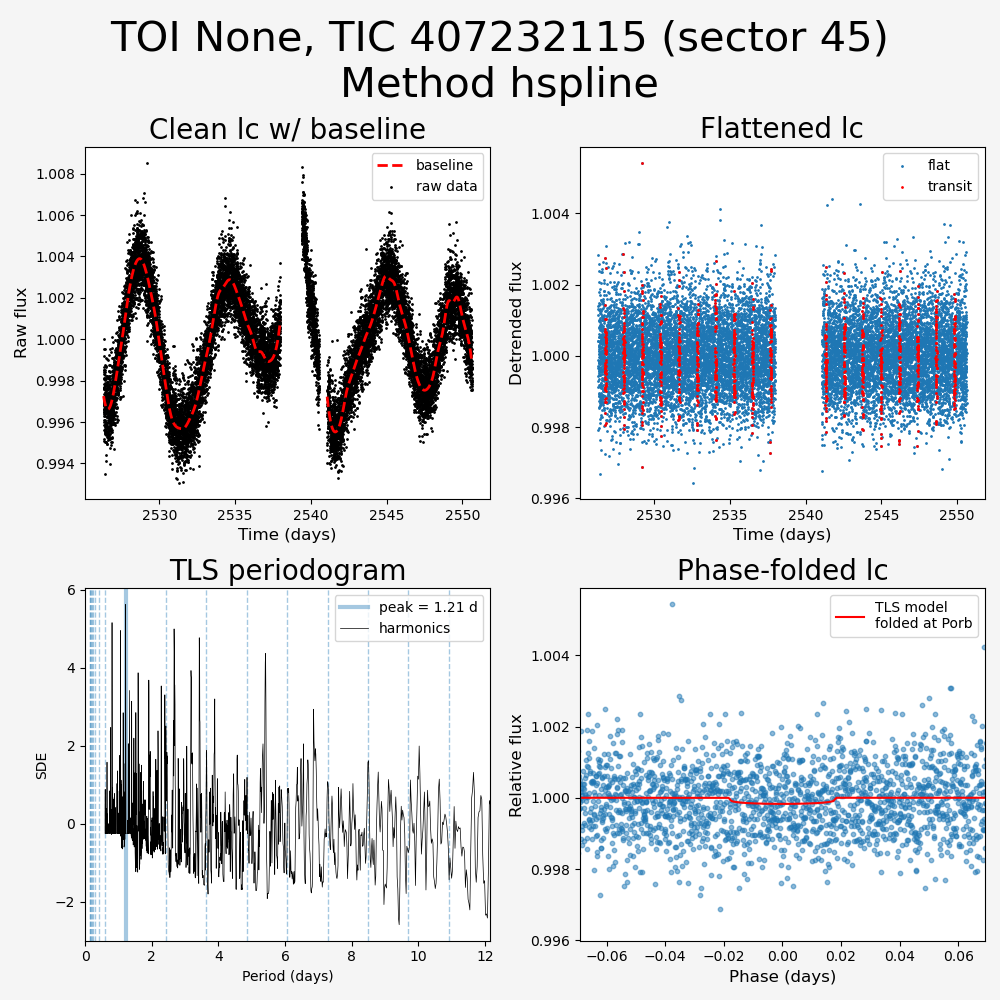 TOI None, TIC 407232115 (sector 45)
Method hspline
Clean lc w/ baseline
baseline
raw data
1.008
1.006
1.004
1.002
1.000
0.998
0.996
0.994
Raw flux
2530
2535
2540
2545
2550
Time (days)
Flattened lc
flat
transit
1.004
1.002
1.000
0.998
0.996
Detrended flux
2530
2535
2540
2545
2550
Time (days)
TLS periodogram
peak = 1.21 d
harmonics
6
4
2
0
−2
SDE
0
2
4
6
8
10
12
Period (days)
Phase-folded lc
TLS model
folded at Porb
1.004
1.002
1.000
0.998
0.996
Relative flux
−0.06
−0.04
−0.02
0.00
0.02
0.04
0.06
Phase (days)